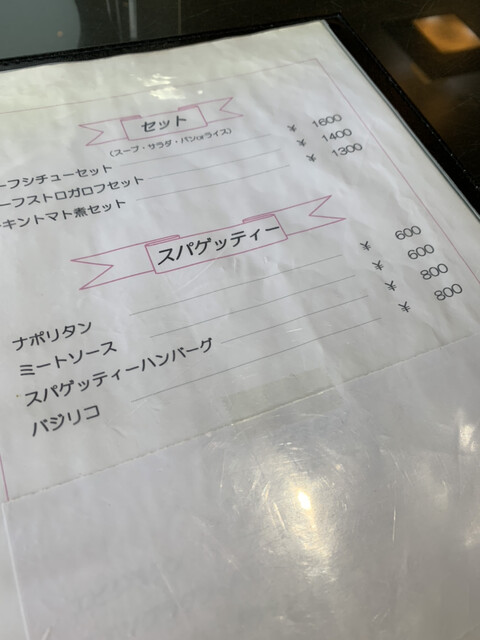 セット
(スープ・サラダ・パンorライス)
ーフシチューセット ¥ 1600
ーフストロガロフセット ¥ 1400
キントマト煮セット ¥ 1300
スパゲッティー
ナポリタン ¥ 600
ミートソース ¥ 600
スパゲッティーハンバーグ ¥ 800
バジリコ ¥ 800